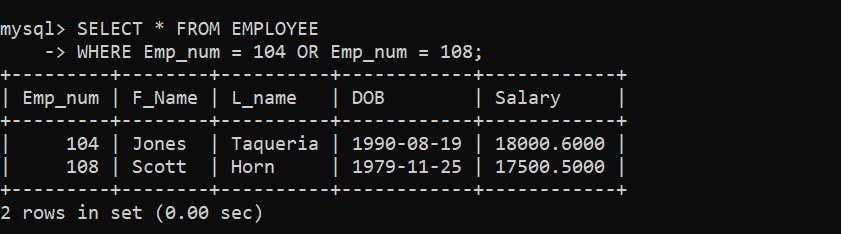 mysql> SELECT * FROM EMPLOYEE
    -> WHERE Emp_num = 104 OR Emp_num = 108;
+---------+--------+----------+------------+------------+
| Emp_num | F_Name | L_name   | DOB        | Salary     |
+---------+--------+----------+------------+------------+
|     104 | Jones  | Taqueria | 1990-08-19 | 18000.6000 |
|     108 | Scott  | Horn     | 1979-11-25 | 17500.5000 |
+---------+--------+----------+------------+------------+
2 rows in set (0.00 sec)